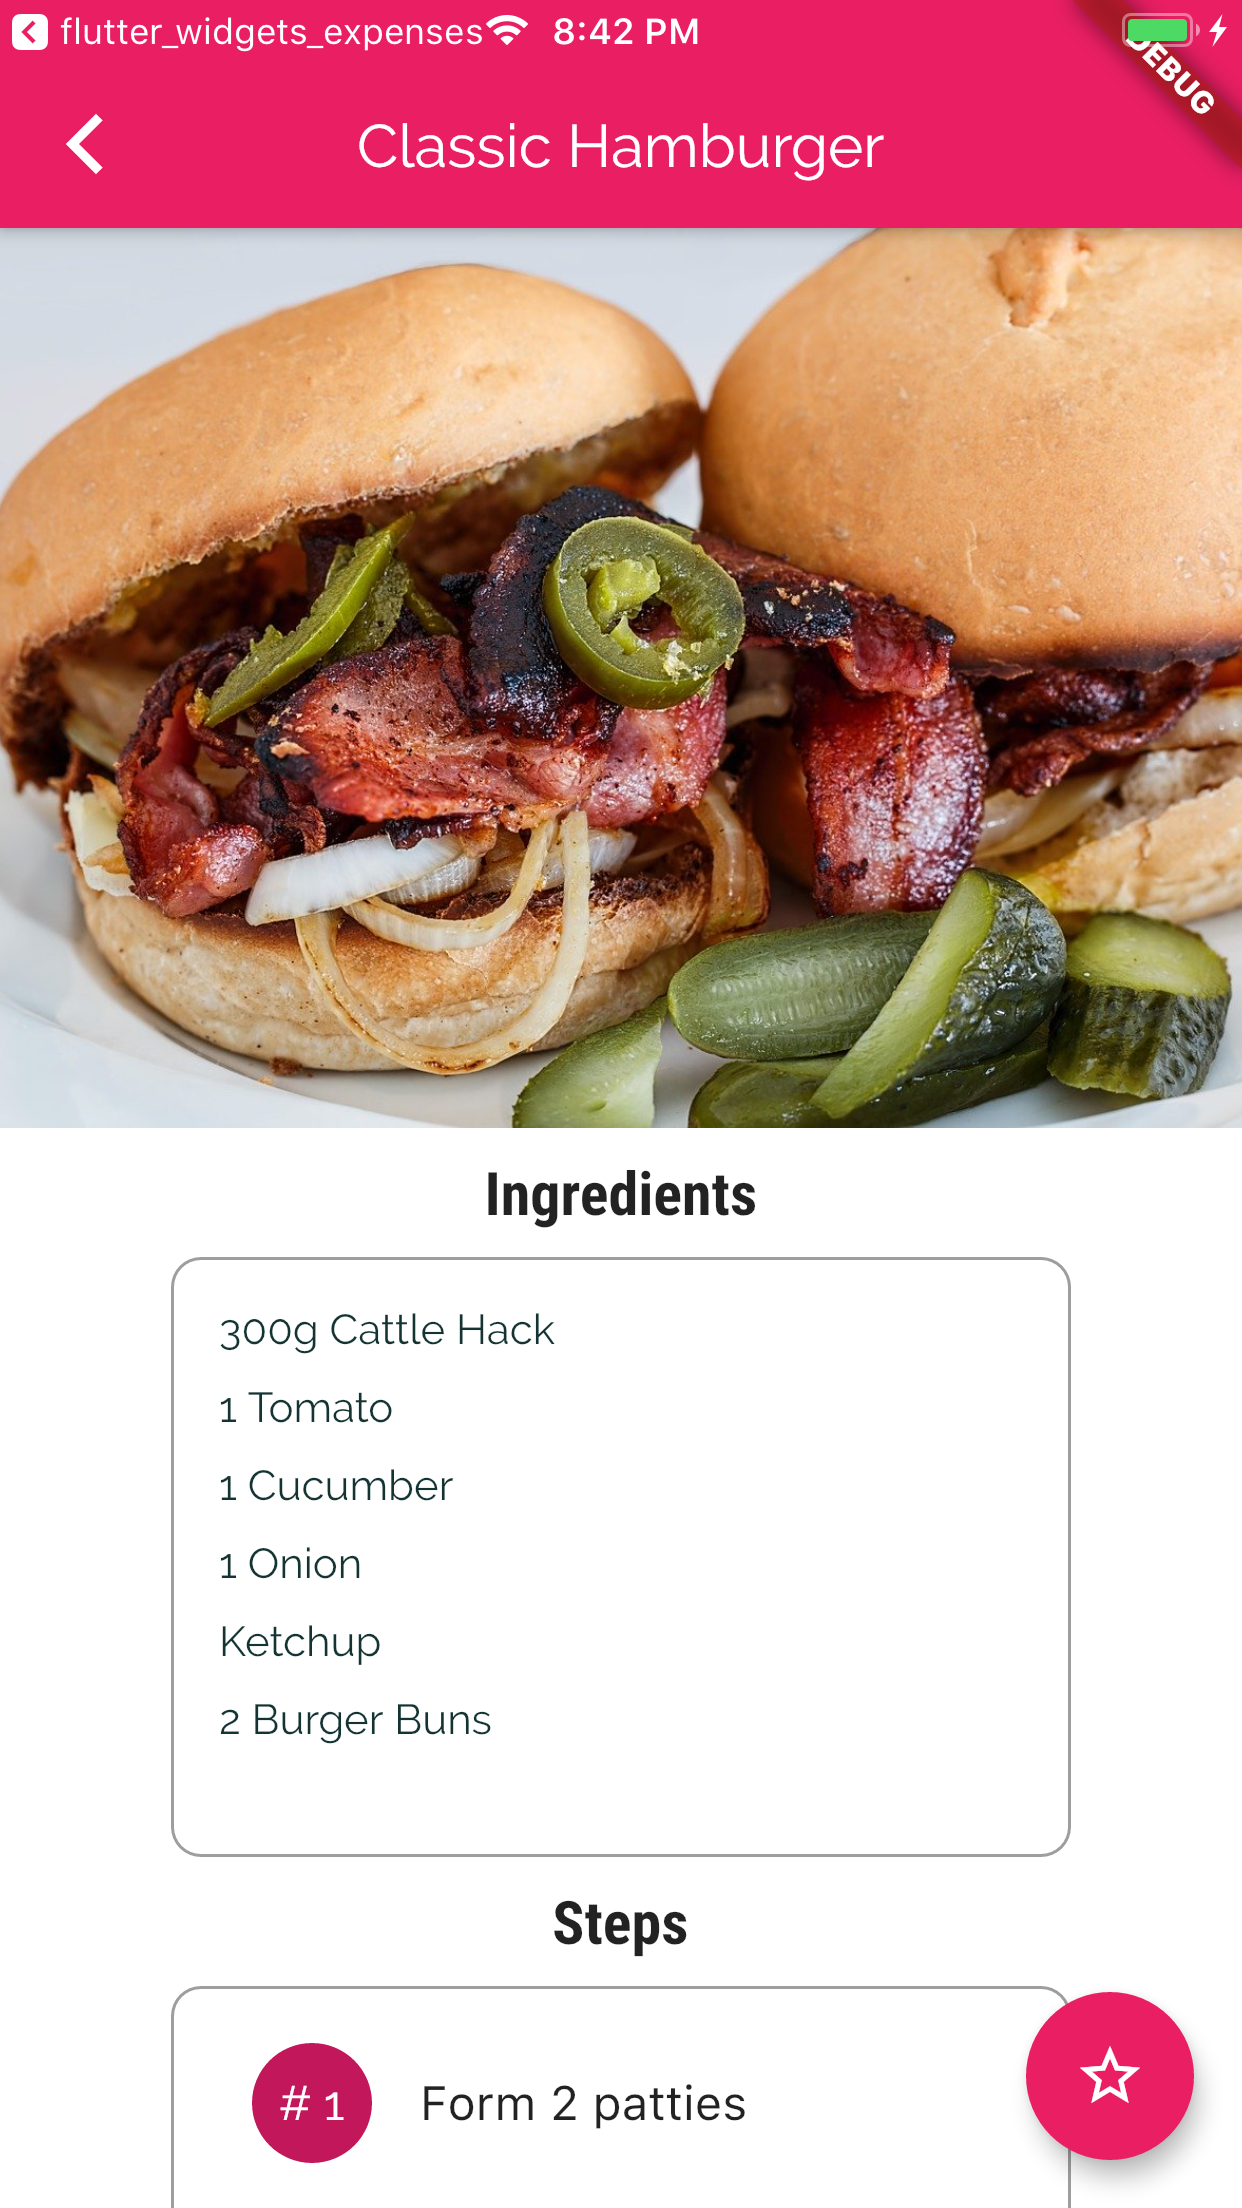 flutter_widgets_expenses 8:42 PM
DEBUG
Classic Hamburger
Ingredients
300g Cattle Hack
1 Tomato
1 Cucumber
1 Onion
Ketchup
2 Burger Buns
Steps
# 1 Form 2 patties